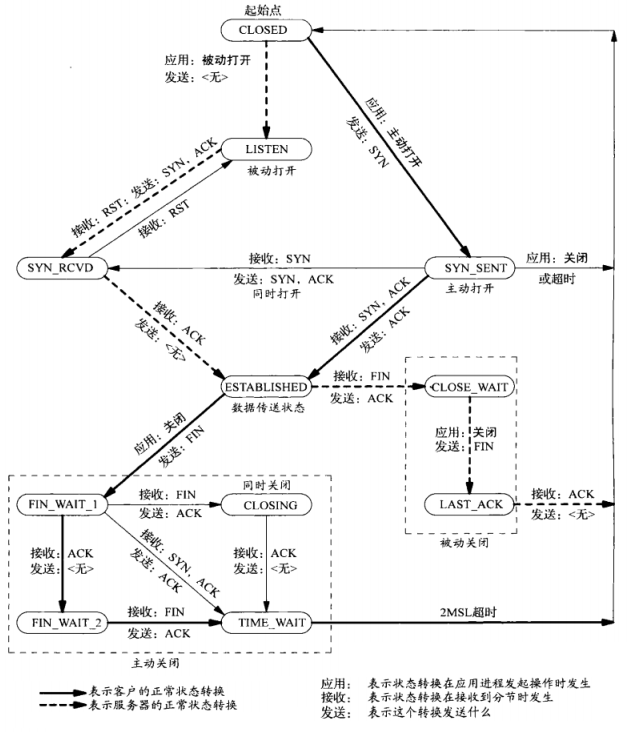 起始点
CLOSED
应用：被动打开
发送：<无>
应用：主动打开
发送：SYN
LISTEN
被动打开
接收：RST；发送：SYN，ACK
接收：RST
SYN_RCVD
接收：SYN
发送：SYN，ACK
同时打开
SYN_SENT
主动打开
应用：关闭
或超时
接收：ACK
发送：<无>
接收：SYN，ACK
发送：ACK
ESTABLISHED
数据传送状态
接收：FIN
发送：ACK
CLOSE_WAIT
应用：关闭
发送：FIN
应用：关闭
发送：FIN
LAST_ACK
被动关闭
接收：ACK
发送：<无>
FIN_WAIT_1
接收：FIN
发送：ACK
同时关闭
CLOSING
接收：ACK
发送：<无>
接收：SYN，ACK
发送：ACK
接收：ACK
发送：<无>
FIN_WAIT_2
接收：FIN
发送：ACK
TIME_WAIT
2MSL超时
主动关闭
表示客户的正常状态转换
表示服务器的正常状态转换
应用： 表示状态转换在应用进程发起操作时发生
接收： 表示状态转换在接收到分节时发生
发送： 表示这个转换发送什么